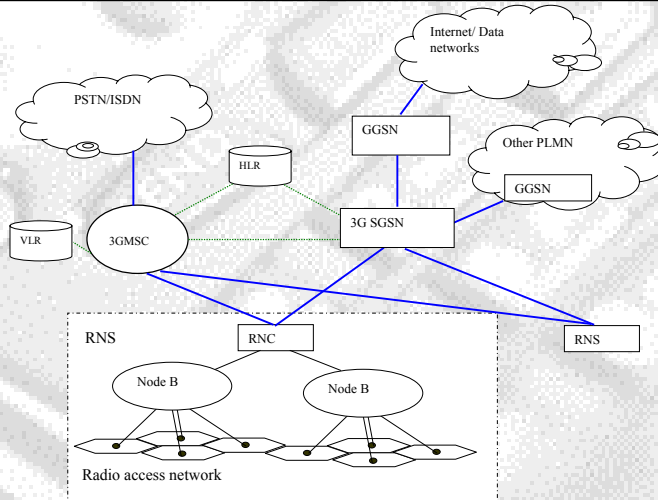 Internet/ Data
networks
PSTN/ISDN
GGSN
Other PLMN
HLR
GGSN
3G SGSN
VLR
3GMSC
RNS
RNC
RNS
Node B
Node B
Radio access network